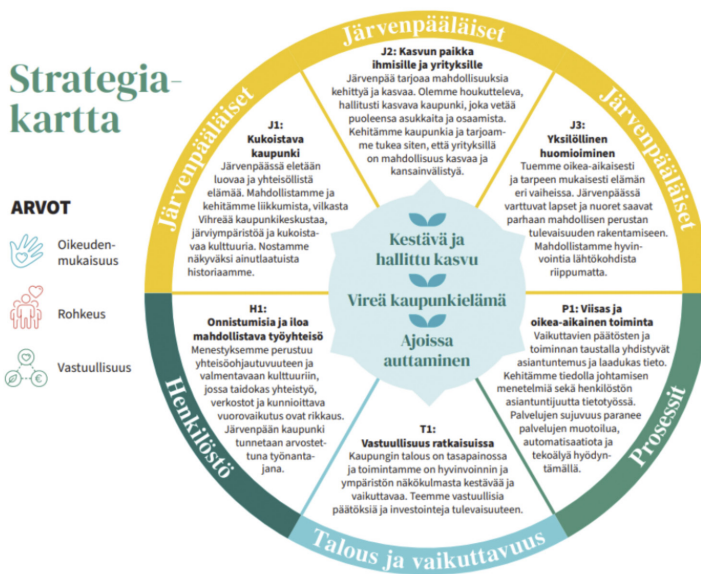 Strategia-
kartta
ARVOT
Oikeuden-
mukaisuus
Rohkeus
Vastuullisuus
Järvenpääläiset
J1:
Kukoistava
kaupunki
Järvenpäässä eletään
luovaa ja yhteisöllistä
elämää. Mahdollistamme ja
kehitämme liikkumista, vilkasta
Vihreää kaupunkikeskustaa,
järviympäristöä ja kukoista-
vaa kulttuuria. Nostamme
näkyväksi ainutlaatuista
historiaamme.
Järvenpääläiset
J2: Kasvun paikka
ihmisille ja yrityksille
Järvenpää tarjoaa mahdollisuuksia
kehittyä ja kasvaa. Olemme houkutteleva,
hallitusti kasvava kaupunki, joka vetää
puoleensa asukkaita ja osaamista.
Kehitämme kaupunkia ja tarjoam-
me tukea siten, että yrityksillä
on mahdollisuus kasvaa ja
kansainvälistyä.
Järvenpääläiset
J3:
Yksilöllinen
huomioiminen
Tuemme oikea-aikaisesti
ja tarpeen mukaisesti elämän
eri vaiheissa. Järvenpäässä
varttuvat lapset ja nuoret saavat
parhaan mahdollisen perustan
tulevaisuuden rakentamiseen.
Mahdollistamme hyvin-
vointia lähtökohdista
riippumatta.
Kestävä ja
hallittu kasvu
Vireä kaupunkielämä
Ajoissa
auttaminen
Henkilöstö
H1:
Onnistumisia ja iloa
mahdollistava työyhteisö
Menestyksemme perustuu
yhteisöohjautuvuuteen ja
valmentavaan kulttuuriin,
jossa taidokas yhteistyö,
verkostot ja kunnioittava
vuorovaikutus ovat rikkaus.
Järvenpään kaupunki
tunnetaan arvostet-
tuna työnanta-
jana.
T1:
Vastuullisuus ratkaisuissa
Kaupungin talous on tasapainossa
ja toimintamme on hyvinvoinnin ja
ympäristön näkökulmasta kestävää ja
vaikuttavaa. Teemme vastuullisia
päätöksiä ja investointeja tulevaisuuteen.
Talous ja vaikuttavuus
P1: Viisas ja
oikea-aikainen toiminta
Vaikuttavien päätösten ja
toiminnan taustalla yhdistyvät
asiantuntemus ja laadukas tieto.
Kehitämme tiedolla johtamisen
menetelmiä sekä henkilöstön
asiantuntijuutta tietotyössä.
Palvelujen sujuvuus paranee
palvelujen muotoilua,
automatisaatiota ja
tekoälyä hyödyn-
tämällä.
Prosessit